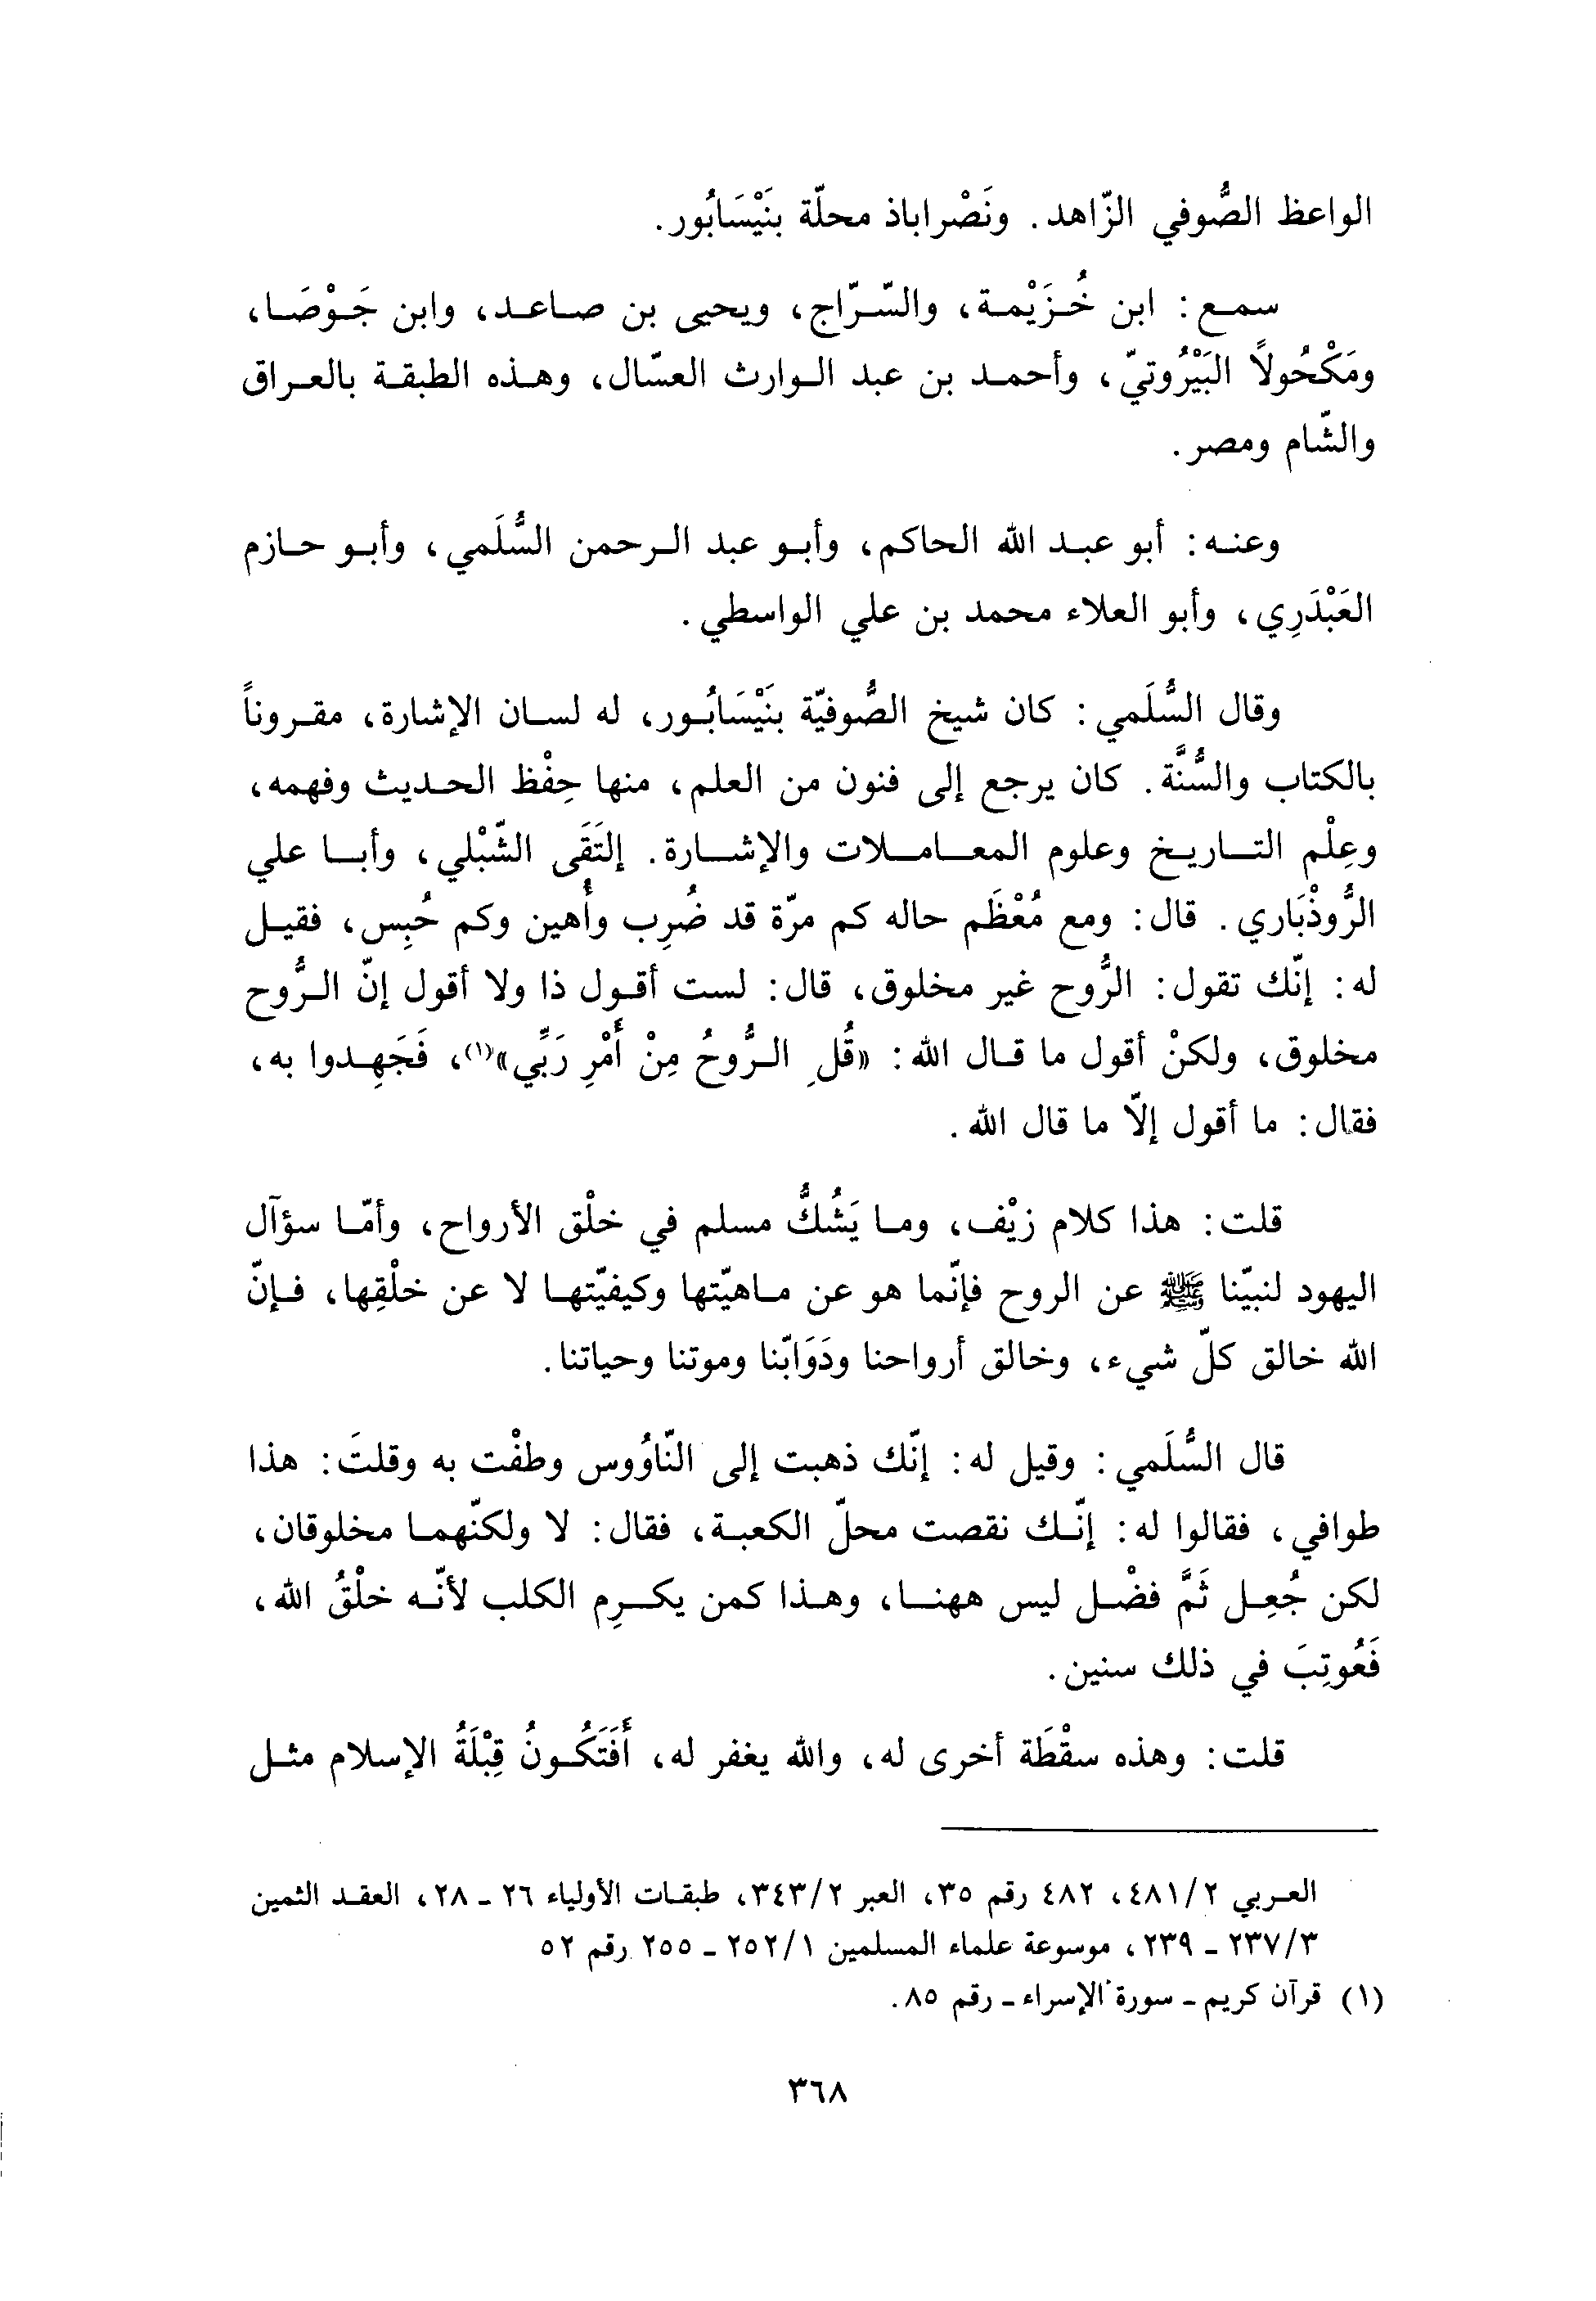 الواعظ الصُّوفي الزّاهد. ونَصْراباذ محلّة بنَيْسَابُور.
سمع: ابن خُزَيْمة، والسّرّاج، ويحيى بن صاعد، وابن جَوْصَا،
ومَكْحُولاً البَيْرُوتيّ، وأحمد بن عبد الوارث العسّال، وهذه الطبقة بالعراق
والشّام ومصر.
وعنه: أبو عبد الله الحاكم، وأبو عبد الرحمن السُّلَمي، وأبو حازم
العَبْدَرِي، وأبو العلاء محمد بن علي الواسطي.
وقال السُّلَمي: كان شيخ الصُّوفيّة بنَيْسَابُور، له لسان الإشارة، مقروناً
بالكتاب والسُّنَّة. كان يرجع إلى فنون من العلم، منها حِفْظ الحديث وفهمه،
وعِلْم التاريخ وعلوم المعاملات والإشارة. إلتَقَى الشّبْلي، وأبا علي
الرُّوذْبَاري. قال: ومع مُعْظَم حاله كم مرّة قد ضُرِب وأُهين وكم حُبِس، فقيل
له: إنّك تقول: الرُّوح غير مخلوق، قال: لست أقول ذا ولا أقول إنّ الرُّوح
مخلوق، ولكنْ أقول ما قال الله: «قُلِ الرُّوحُ مِنْ أَمْرِ رَبِّي»(١)، فَجَهِدوا به،
فقال: ما أقول إلّا ما قال الله.
قلت: هذا كلام زيْف، وما يَشُكُّ مسلم في خلْق الأرواح، وأمّا سؤآل
اليهود لنبيّنا ﷺ عن الروح فإنّما هو عن ماهيّتها وكيفيّتها لا عن خلْقِها، فإنّ
الله خالق كلّ شيء، وخالق أرواحنا ودَوَابّنا وموتنا وحياتنا.
قال السُّلَمي: وقيل له: إنّك ذهبت إلى النّاوُوس وطفْت به وقلتَ: هذا
طوافي، فقالوا له: إنّك نقصت محلّ الكعبة، فقال: لا ولكنّهما مخلوقان،
لكن جُعِل ثَمَّ فضْل ليس ههنا، وهذا كمن يكرِم الكلب لأنّه خلْقُ الله،
فَعُوتِبَ في ذلك سنين.
قلت: وهذه سقْطَة أخرى له، والله يغفر له، أَفَتَكُونُ قِبْلَةُ الإسلام مثل
العربي ٤٨١/٢، ٤٨٢ رقم ٣٥، العبر ٣٤٣/٢، طبقات الأولياء ٢٦ ـ ٢٨، العقد الثمين
٢٣٧/٣ ـ ٢٣٩، موسوعة علماء المسلمين ٢٥٢/١ ـ ٢٥٥ رقم ٥٢
(١) قرآن كريم ـ سورة الإسراء ـ رقم ٨٥.
٣٦٨